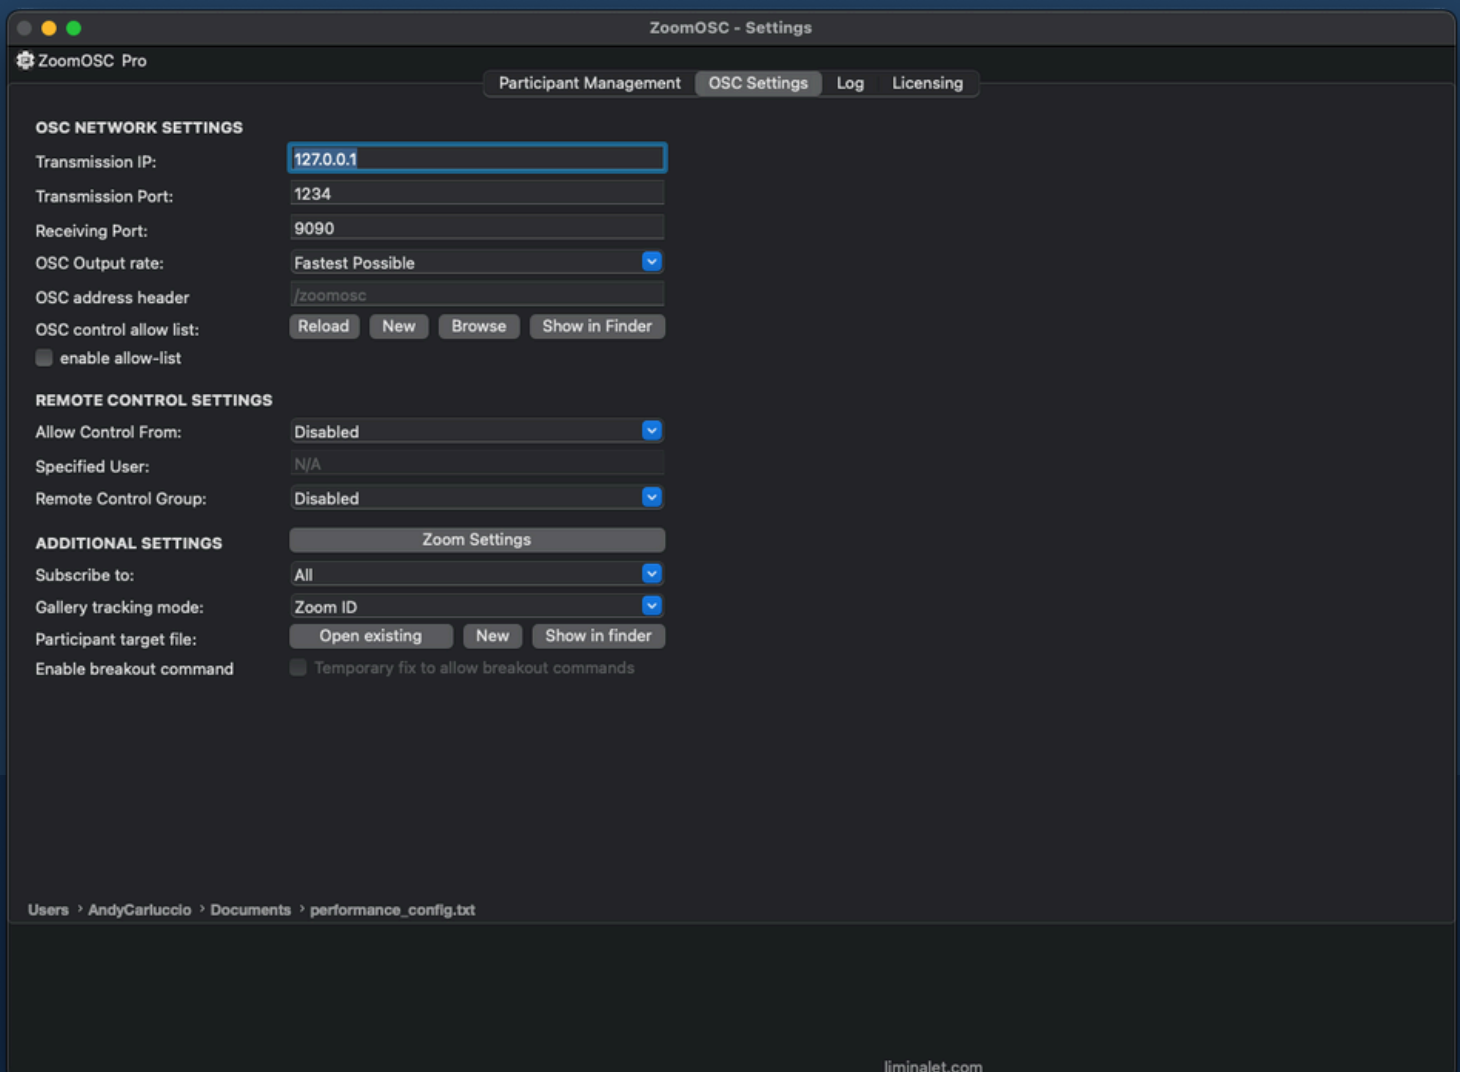 ZoomOSC - Settings
ZoomOSC Pro
Participant Management OSC Settings Log Licensing
OSC NETWORK SETTINGS
Transmission IP: 127.0.0.1
Transmission Port: 1234
Receiving Port: 9090
OSC Output rate: Fastest Possible
OSC address header /zoomosc
OSC control allow list: Reload New Browse Show in Finder
enable allow-list
REMOTE CONTROL SETTINGS
Allow Control From: Disabled
Specified User: N/A
Remote Control Group: Disabled
ADDITIONAL SETTINGS Zoom Settings
Subscribe to: All
Gallery tracking mode: Zoom ID
Participant target file: Open existing New Show in finder
Enable breakout command Temporary fix to allow breakout commands
Users › AndyCarluccio › Documents › performance_config.txt
liminalet.com